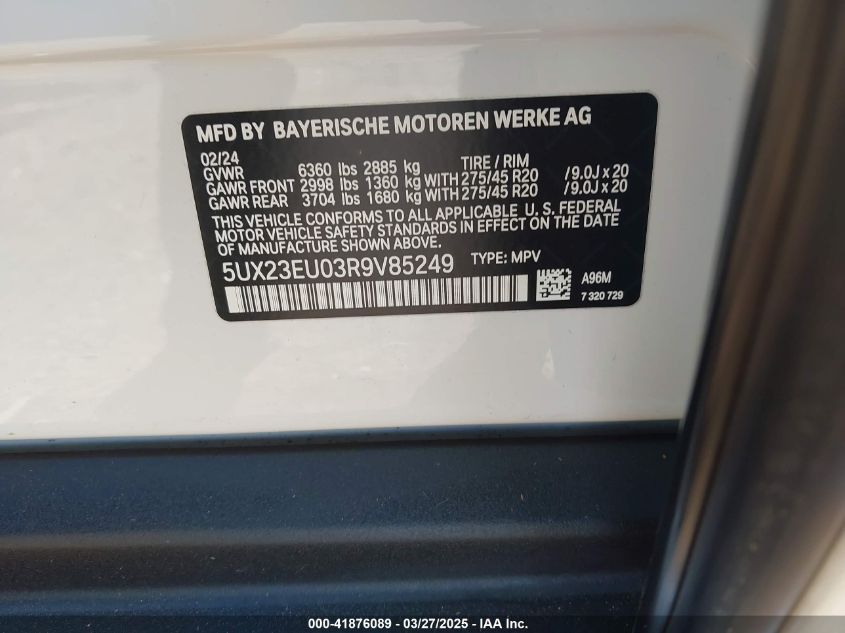 MFD BY BAYERISCHE MOTOREN WERKE AG
02/24 TIRE / RIM
GVWR 6360 lbs 2885 kg
GAWR FRONT 2998 lbs 1360 kg WITH 275/45 R20 /9.0J x 20
GAWR REAR 3704 lbs 1680 kg WITH 275/45 R20 /9.0J x 20
THIS VEHICLE CONFORMS TO ALL APPLICABLE U. S. FEDERAL
MOTOR VEHICLE SAFETY STANDARDS IN EFFECT ON THE DATE
OF MANUFACTURE SHOWN ABOVE.
5UX23EU03R9V85249 TYPE: MPV
A96M
7 320 729
000-41876089 — 03/27/2025 — IAA Inc.